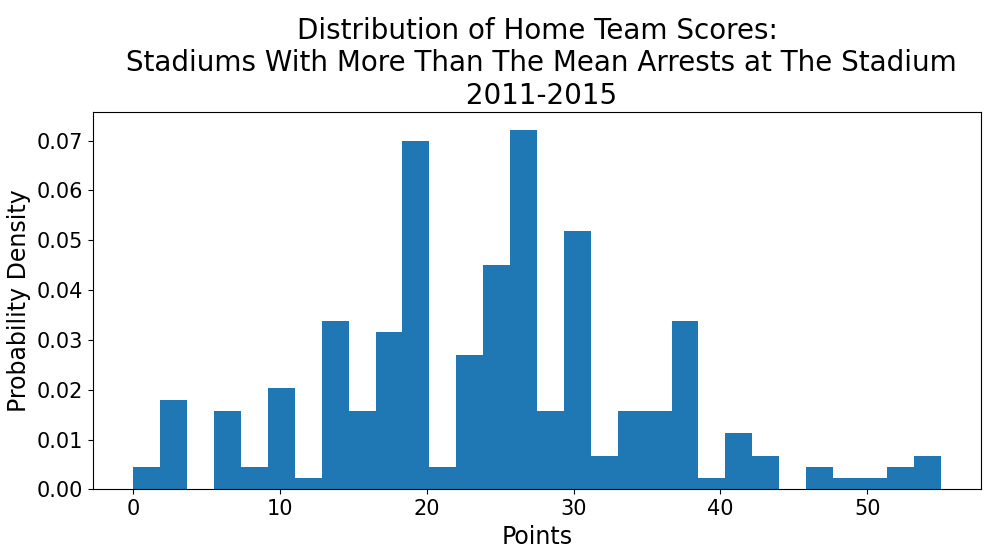 Distribution of Home Team Scores:
Stadiums With More Than The Mean Arrests at The Stadium
2011-2015
Probability Density
0.07
0.06
0.05
0.04
0.03
0.02
0.01
0.00
0 10 20 30 40 50
Points